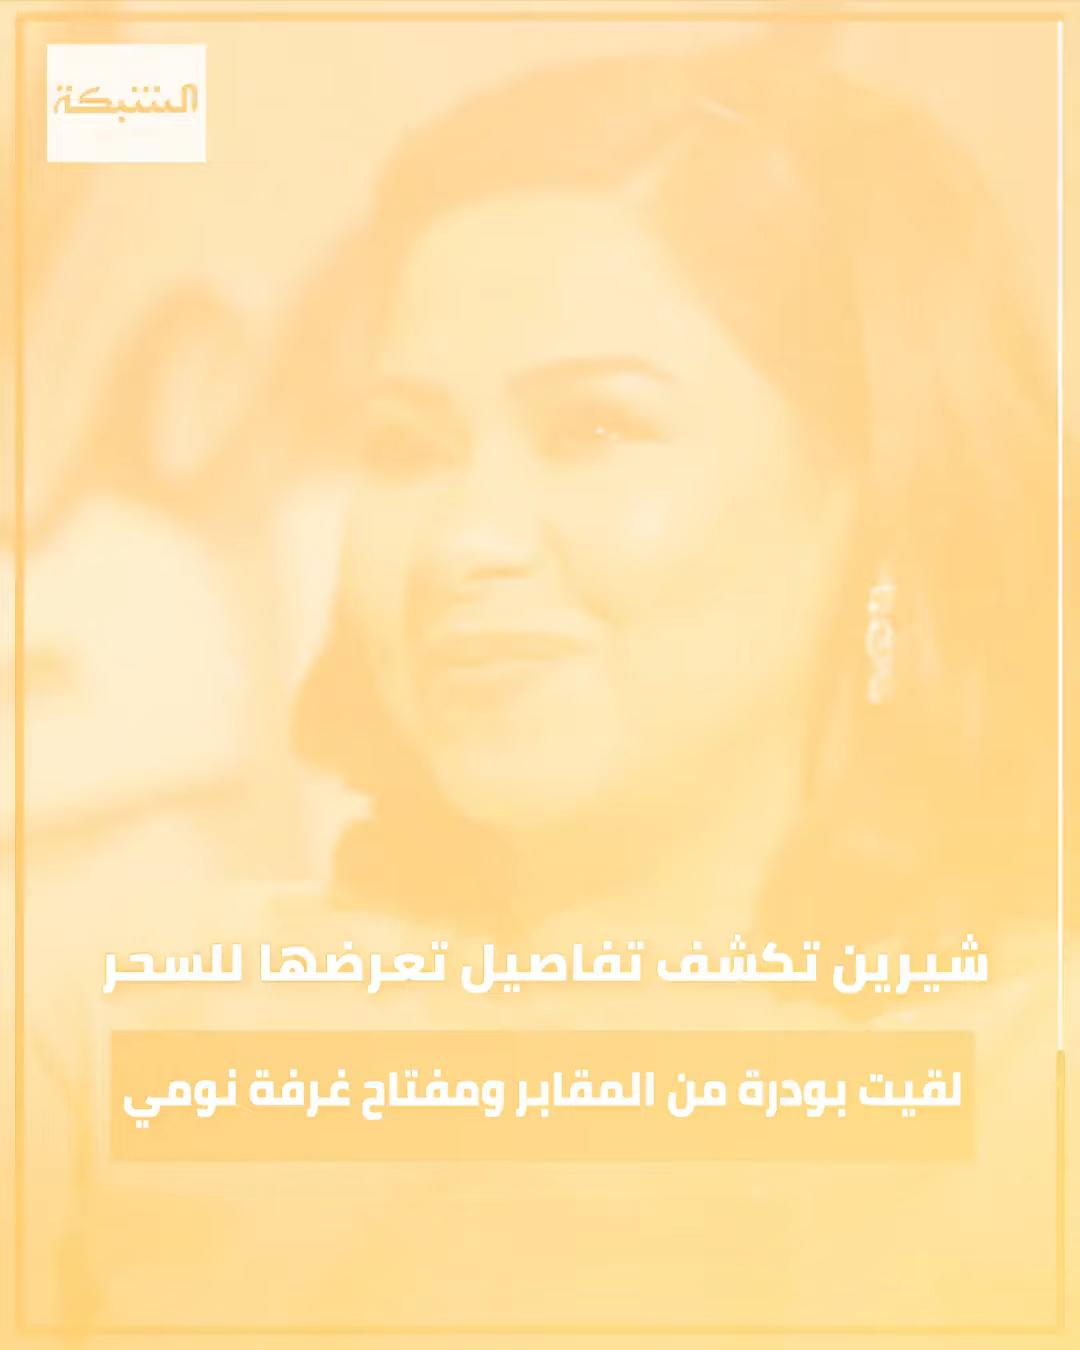 الشبكة
شيرين تكشف تفاصيل تعرضها للسحر
لقيت بودرة من المقابر ومفتاح غرفة نومي